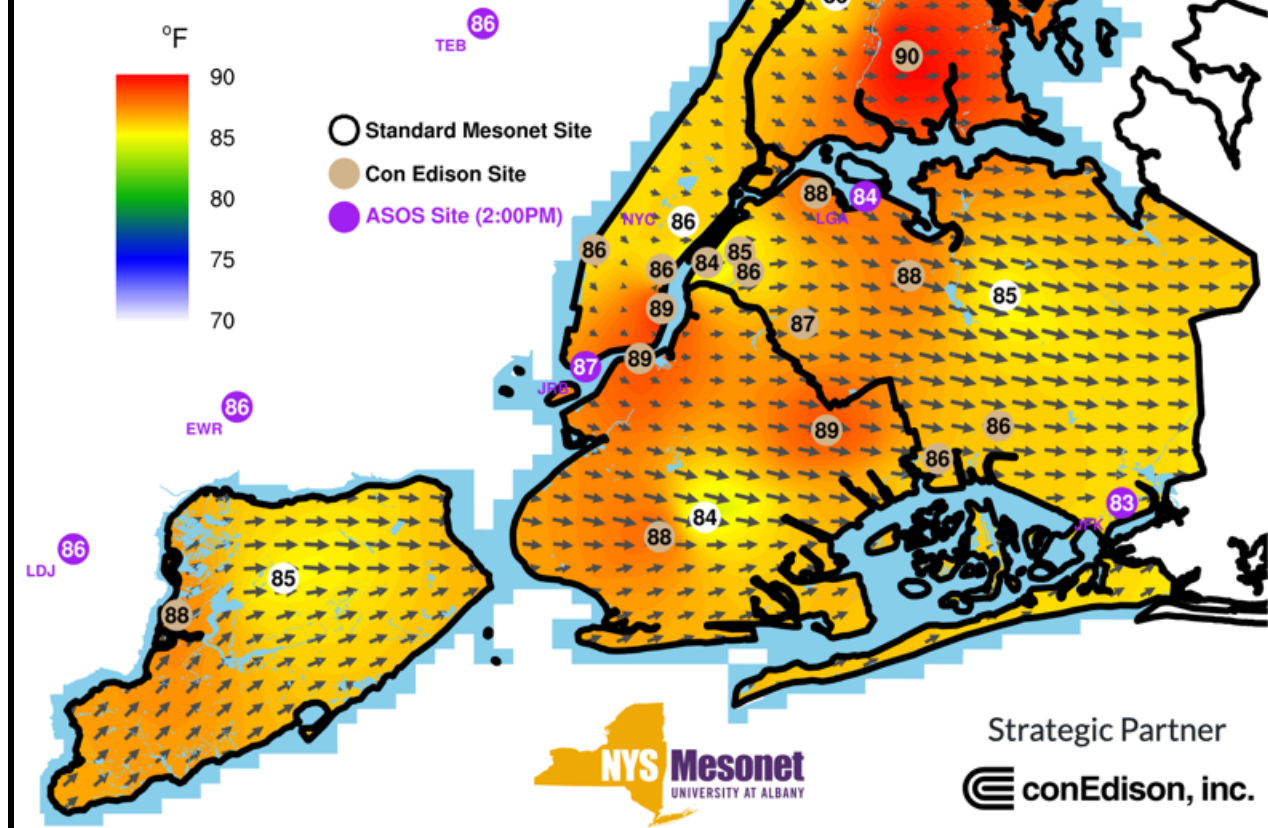 86
TEB
°F
90
85
80
75
70
Standard Mesonet Site
Con Edison Site
ASOS Site (2:00PM)
90
88
84
LGA
NYC
86
86
86
84
85
86
88
85
89
87
87
89
JRB
86
EWR
89
86
86
84
83
JFK
88
86
LDJ
85
88
NYS Mesonet
UNIVERSITY AT ALBANY
Strategic Partner
conEdison, inc.